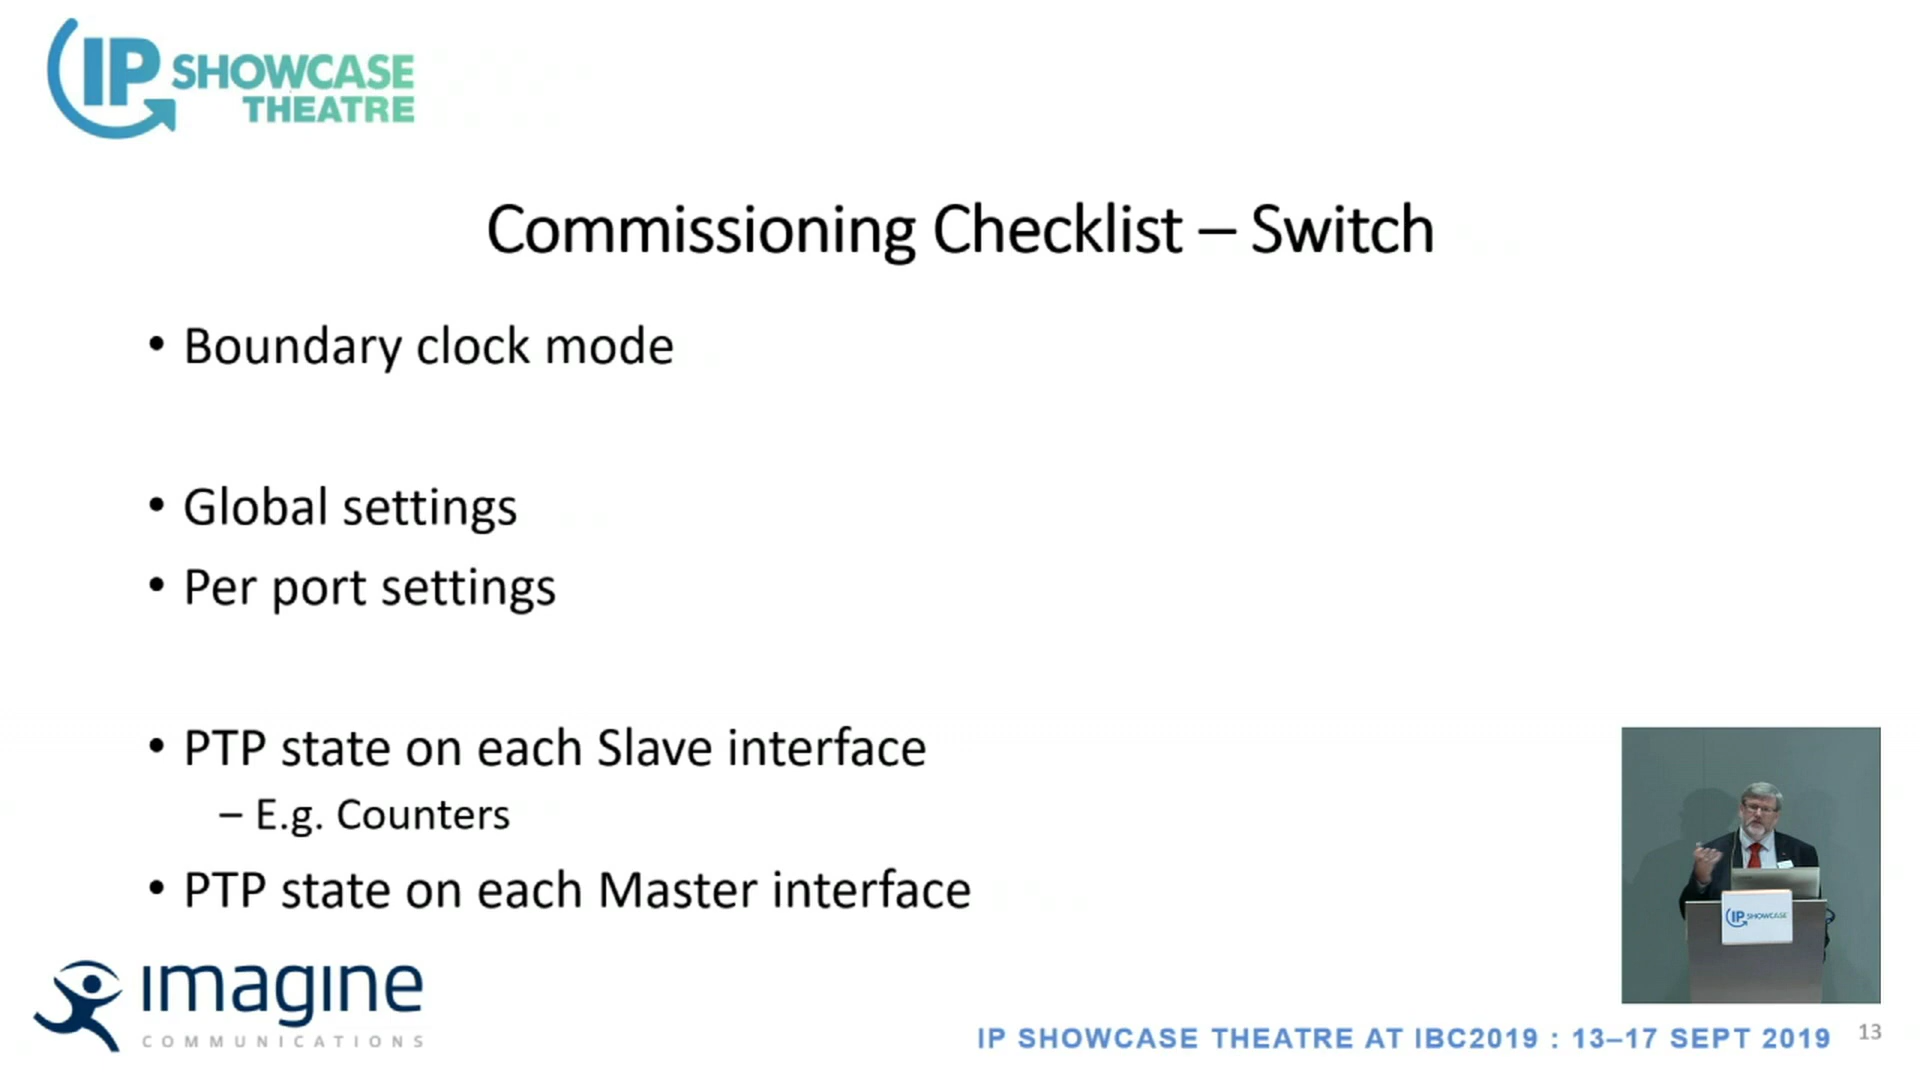 IP SHOWCASE
THEATRE
Commissioning Checklist – Switch
• Boundary clock mode
• Global settings
• Per port settings
• PTP state on each Slave interface
– E.g. Counters
• PTP state on each Master interface
IP SHOWCASE
imagine
COMMUNICATIONS
IP SHOWCASE THEATRE AT IBC2019 : 13–17 SEPT 2019
13